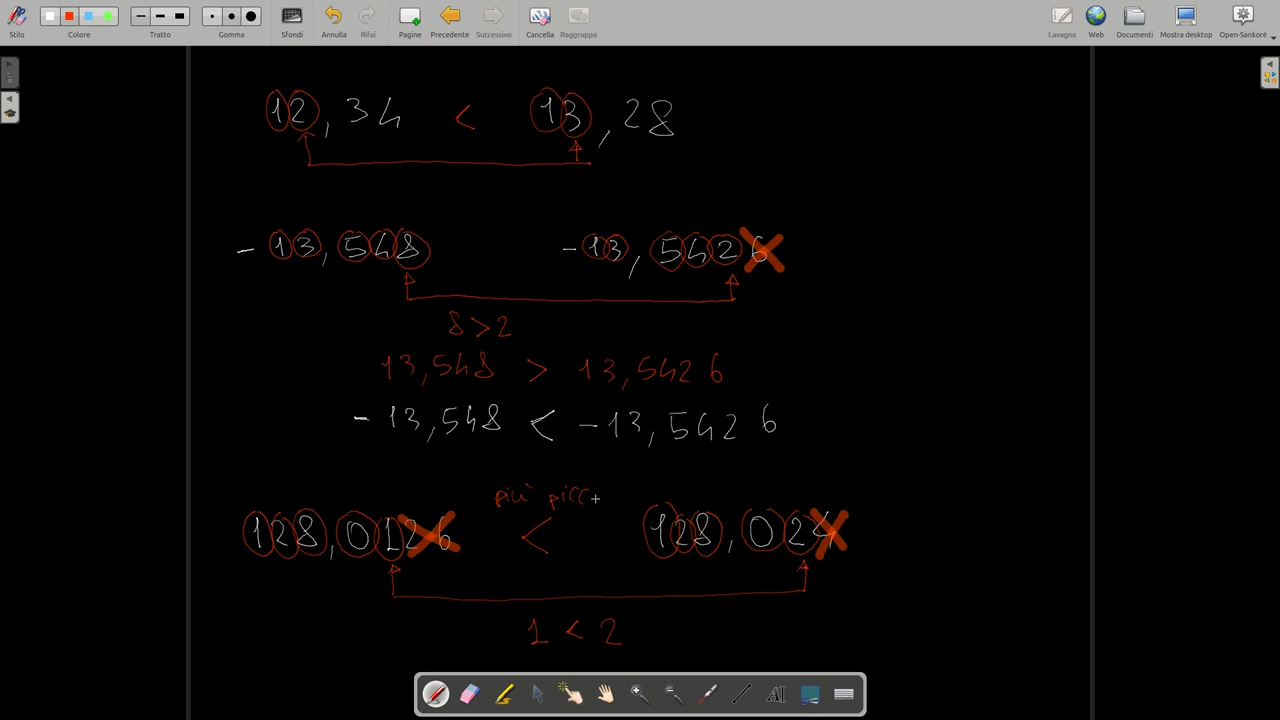 Stilo Colore Tratto Gomma Sfondi Annulla Rifai Pagine Precedente Successivo Cancella Raggruppa Lavagna Web Documenti Mostra desktop Open-Sankoré
12,34 < 13,28
-13,548 -13,5426
8>2
13,548 > 13,5426
-13,548 < -13,5426
più picc
128,0126 < 128,024
1 < 2
AI